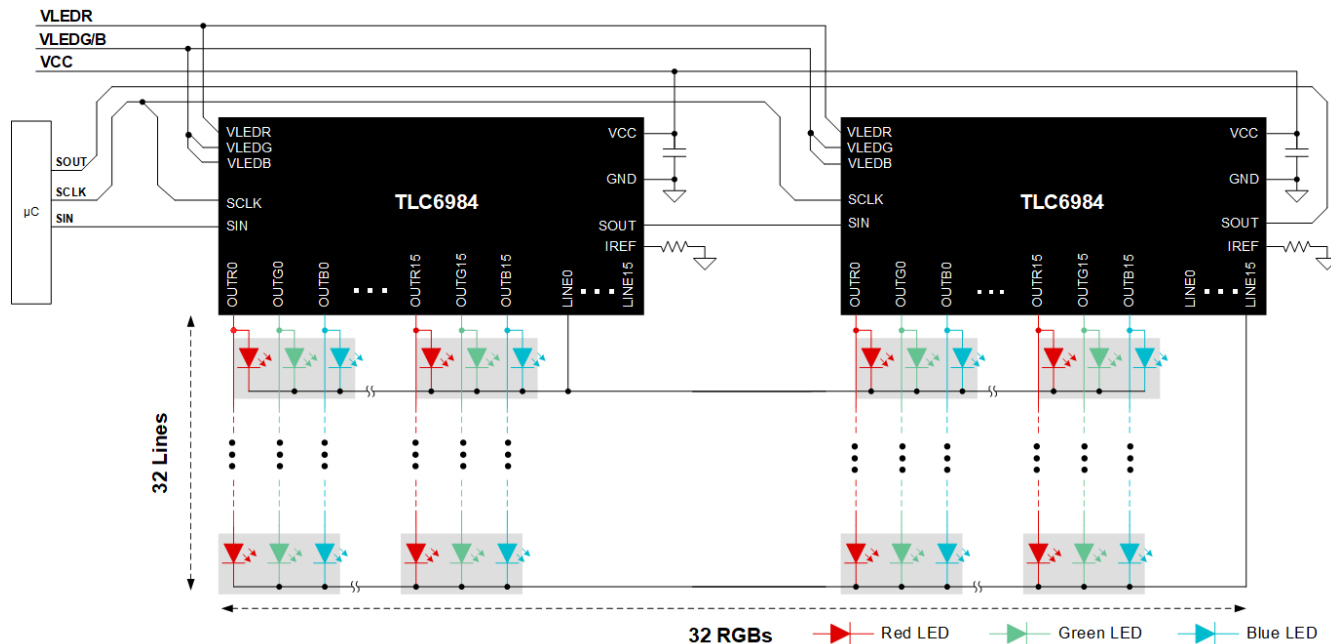 VLEDR
VLEDG/B
VCC
µC
SOUT
SCLK
SIN
VLEDR
VLEDG
VLEDB
SCLK
SIN
TLC6984
VCC
GND
SOUT
IREF
OUTR0
OUTG0
OUTB0
OUTR15
OUTG15
OUTB15
LINE0
LINE15
VLEDR
VLEDG
VLEDB
SCLK
SIN
TLC6984
VCC
GND
SOUT
IREF
OUTR0
OUTG0
OUTB0
OUTR15
OUTG15
OUTB15
LINE0
LINE15
32 Lines
32 RGBs
Red LED
Green LED
Blue LED